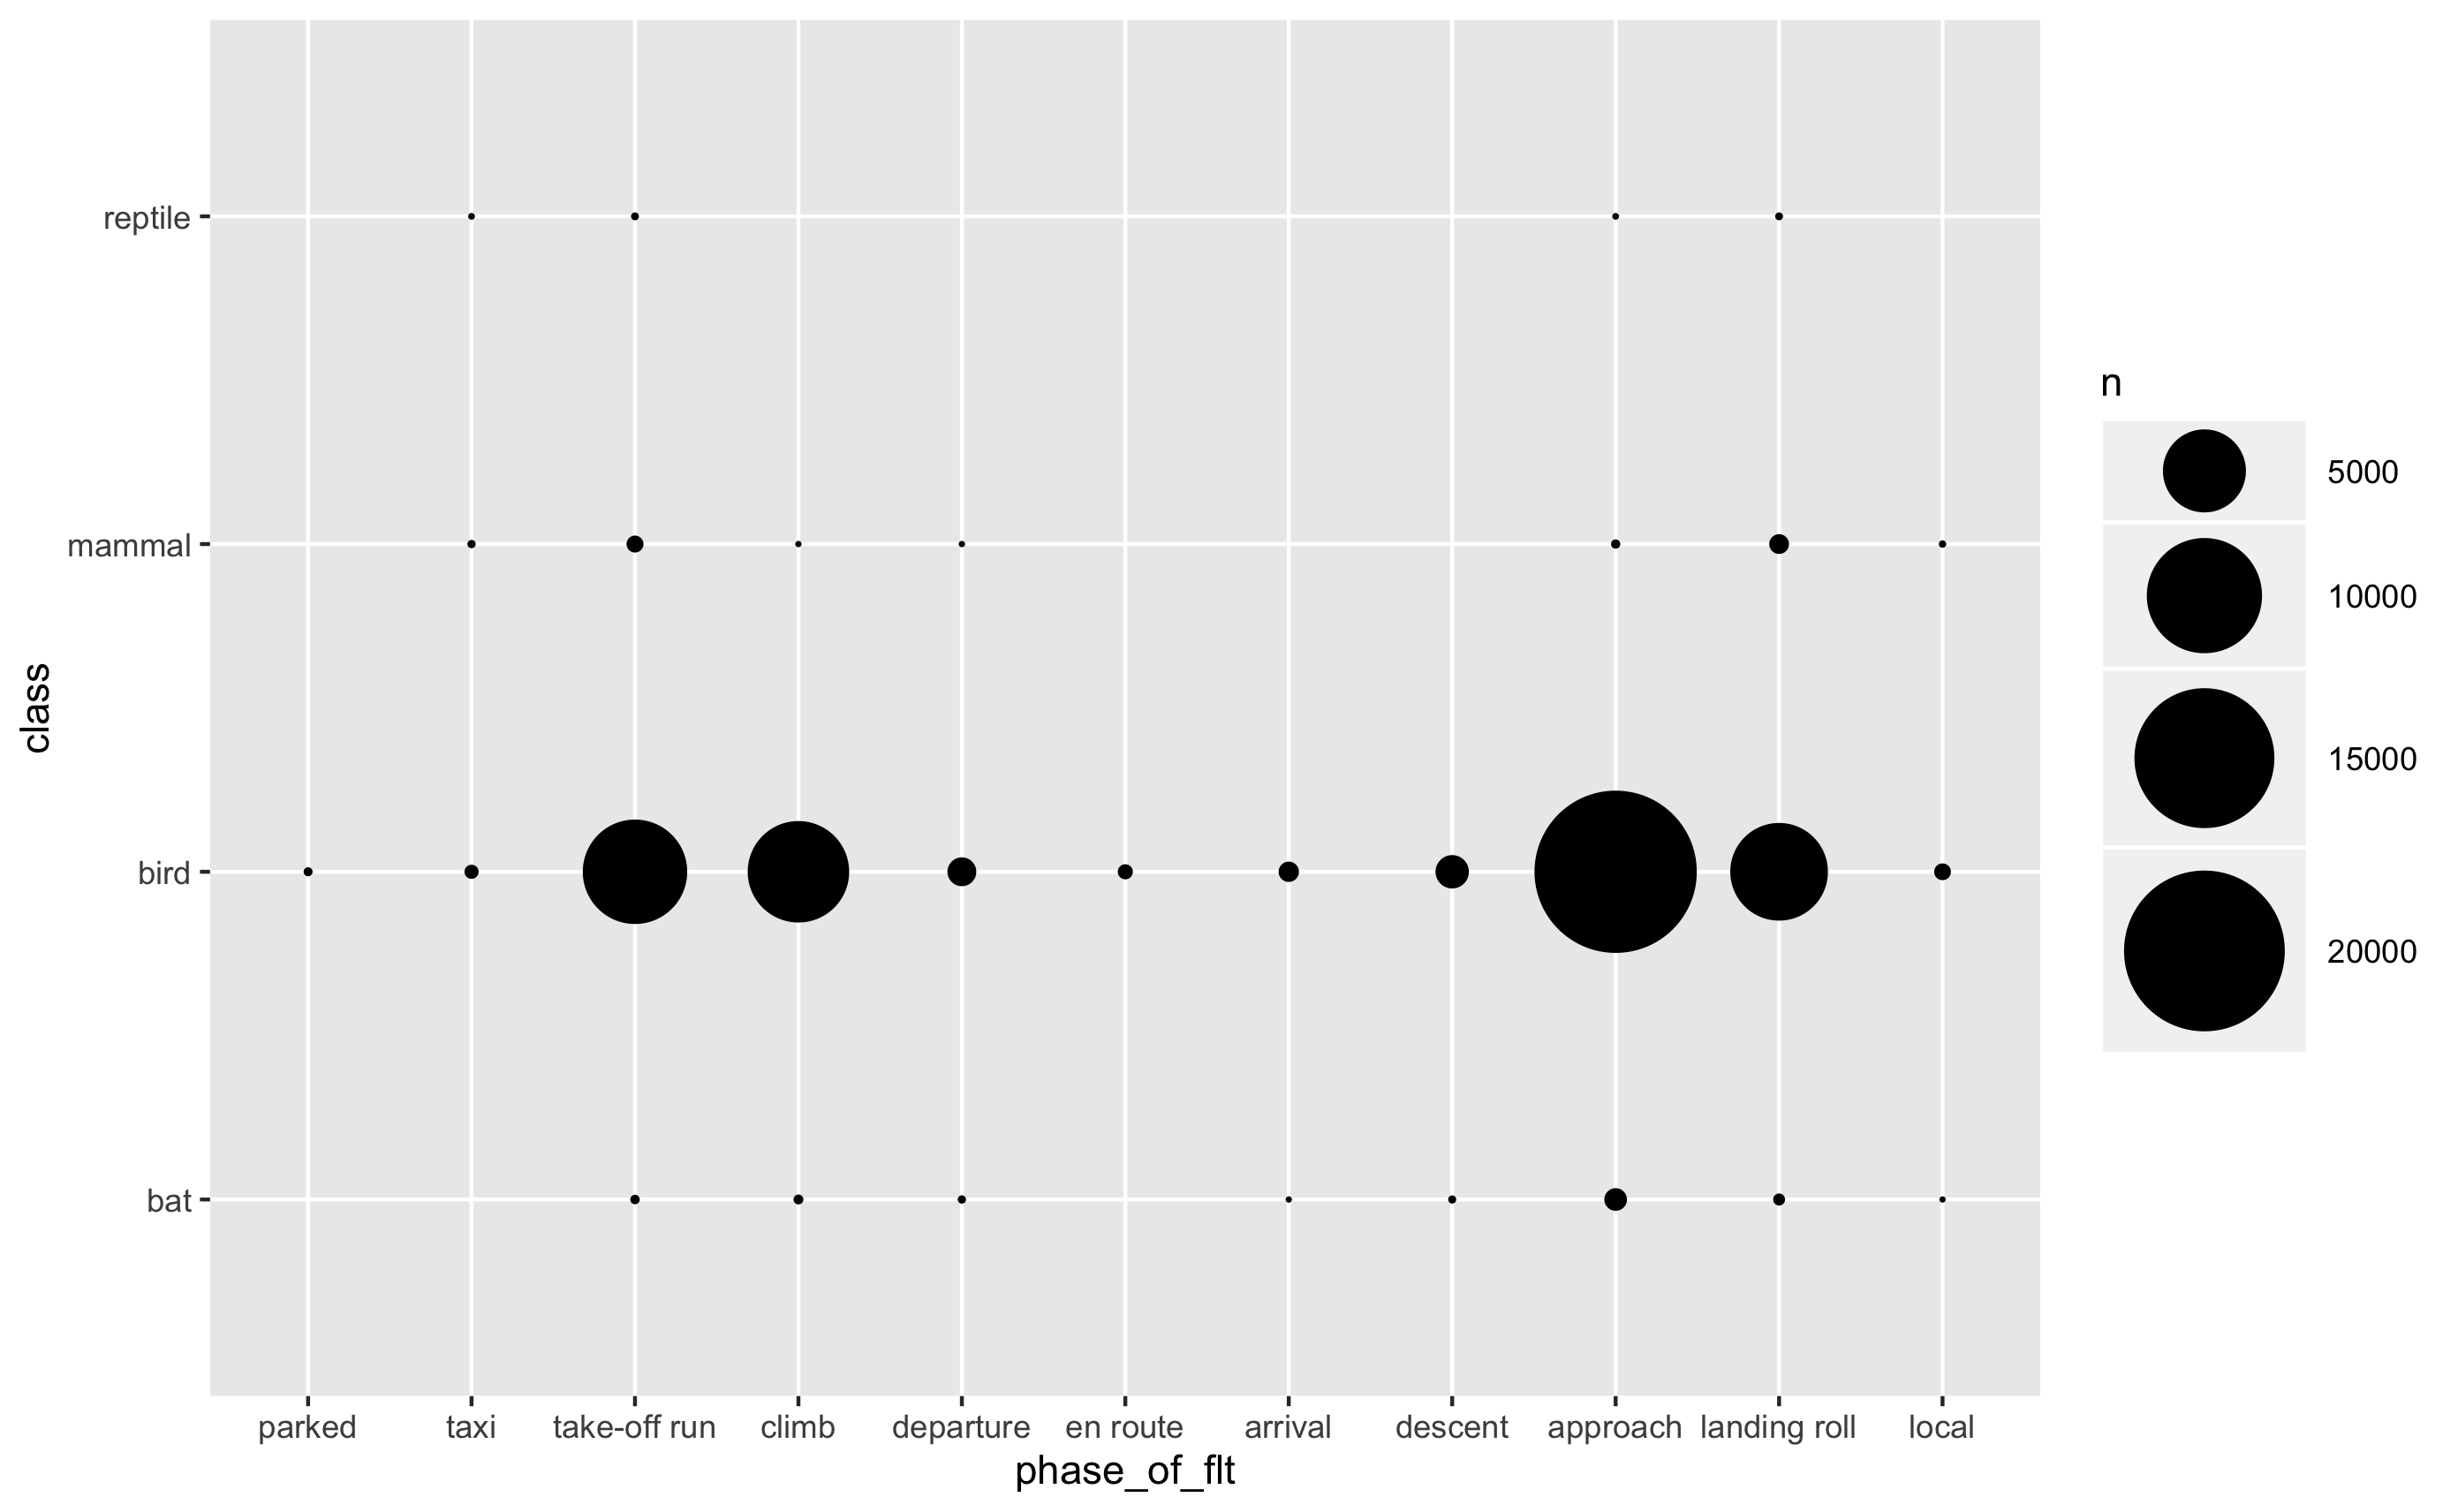 reptile
mammal
bird
bat
class
parked taxi take-off run climb departure en route arrival descent approach landing roll local
phase_of_flt
n
5000
10000
15000
20000